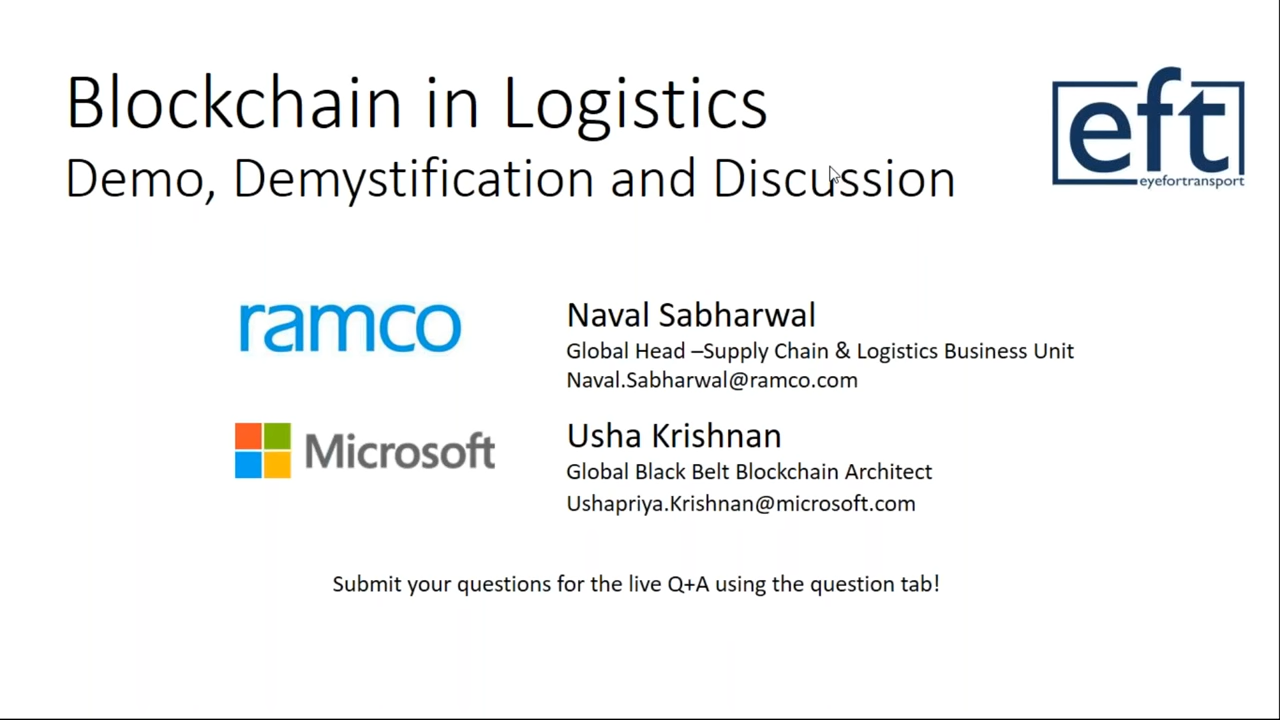 Blockchain in Logistics
Demo, Demystification and Discussion
eft
eyefortransport
ramco
Naval Sabharwal
Global Head –Supply Chain & Logistics Business Unit
Naval.Sabharwal@ramco.com
Microsoft
Usha Krishnan
Global Black Belt Blockchain Architect
Ushapriya.Krishnan@microsoft.com
Submit your questions for the live Q+A using the question tab!